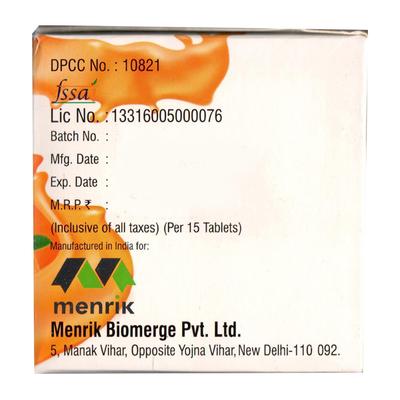 DPCC No. : 10821
fssai
Lic No. : 13316005000076
Batch No. :
Mfg. Date :
Exp. Date :
M.R.P. ₹ :
(Inclusive of all taxes) (Per 15 Tablets)
Manufactured in India for:
menrik
Menrik Biomerge Pvt. Ltd.
5, Manak Vihar, Opposite Yojna Vihar, New Delhi-110 092.